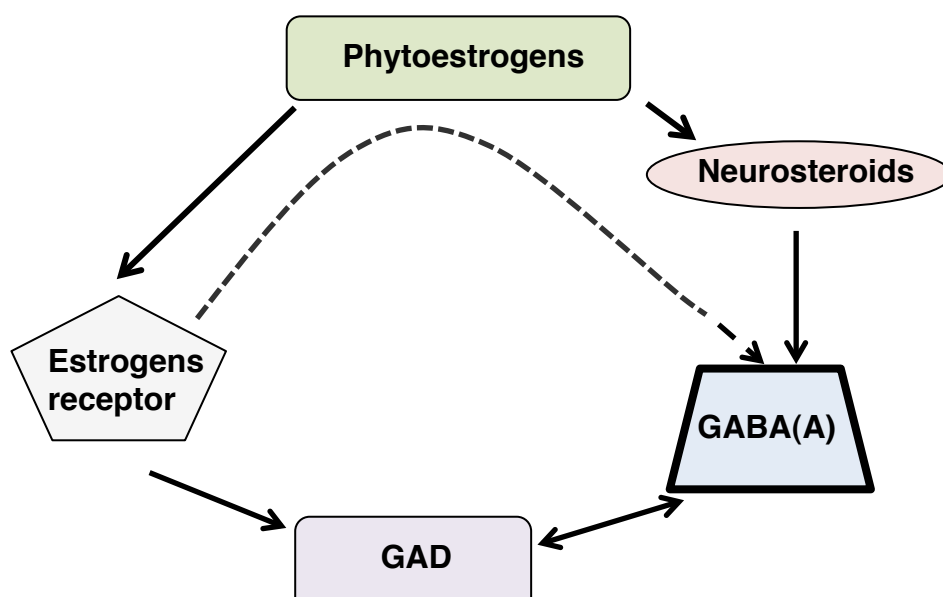 Phytoestrogens
Neurosteroids
Estrogens
receptor
GABA(A)
GAD